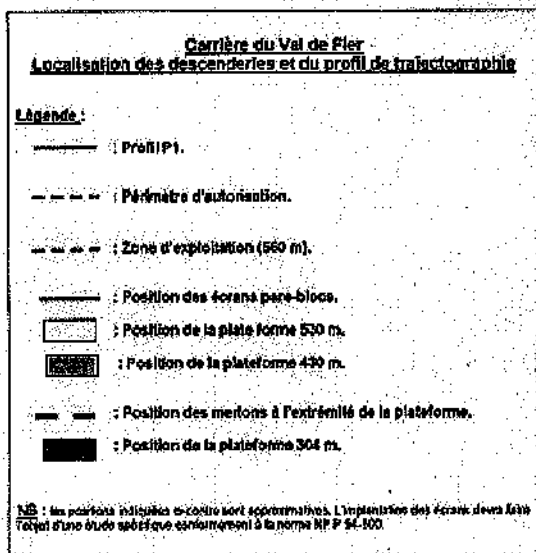 Carrière du Val de Fier
Localisation des descenderies et du profil de trajectographie
Légende :
: Profil P1.
: Périmètre d'autorisation.
: Zone d'exploitation (560 m).
: Position des écrans pare-blocs.
: Position de la plate forme 530 m.
: Position de la plateforme 430 m.
: Position des merlons à l'extrémité de la plateforme.
: Position de la plateforme 304 m.
NB : les positions indiquées ci-contre sont approximatives. L'implantation des écrans devra faire
l'objet d'une étude spécifique conformément à la norme NF P 94-500.